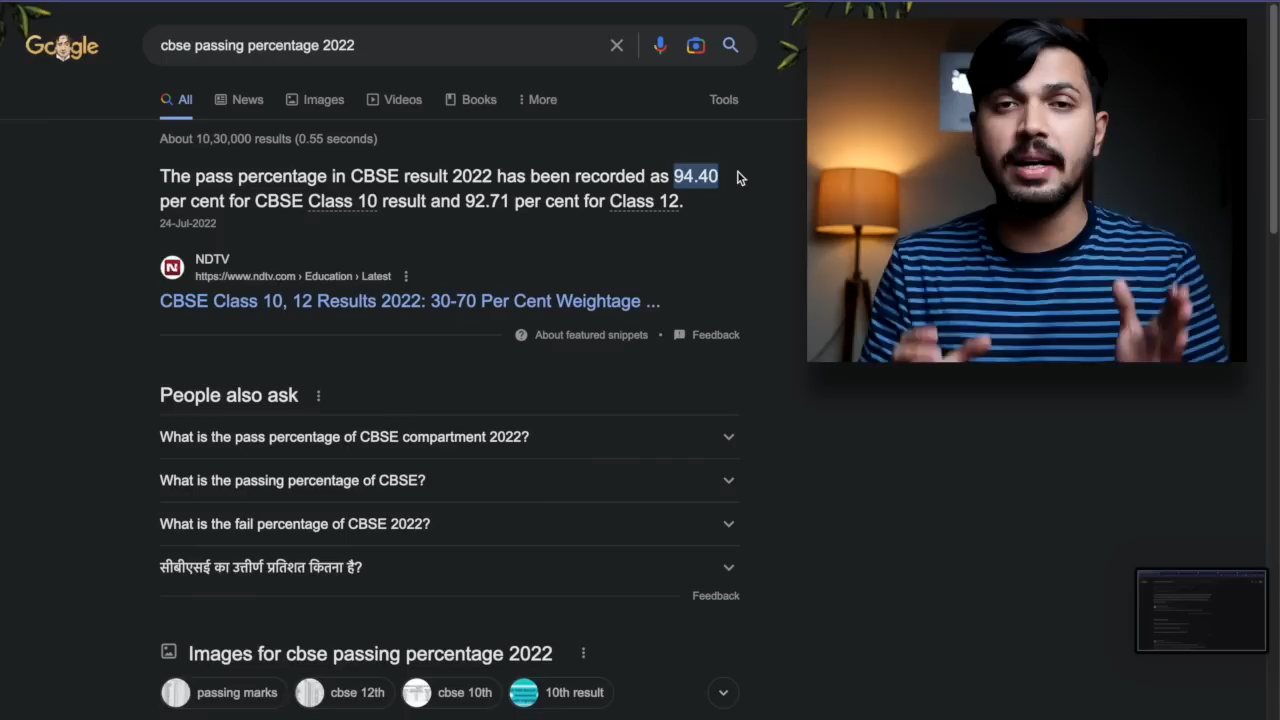 Google
cbse passing percentage 2022
All
News
Images
Videos
Books
More
Tools
About 10,30,000 results (0.55 seconds)
The pass percentage in CBSE result 2022 has been recorded as 94.40
per cent for CBSE Class 10 result and 92.71 per cent for Class 12.
24-Jul-2022
N
NDTV
https://www.ndtv.com › Education › Latest
CBSE Class 10, 12 Results 2022: 30-70 Per Cent Weightage ...
About featured snippets • Feedback
People also ask
What is the pass percentage of CBSE compartment 2022?
What is the passing percentage of CBSE?
What is the fail percentage of CBSE 2022?
सीबीएसई का उत्तीर्ण प्रतिशत कितना है?
Feedback
Images for cbse passing percentage 2022
passing marks
cbse 12th
cbse 10th
10th result